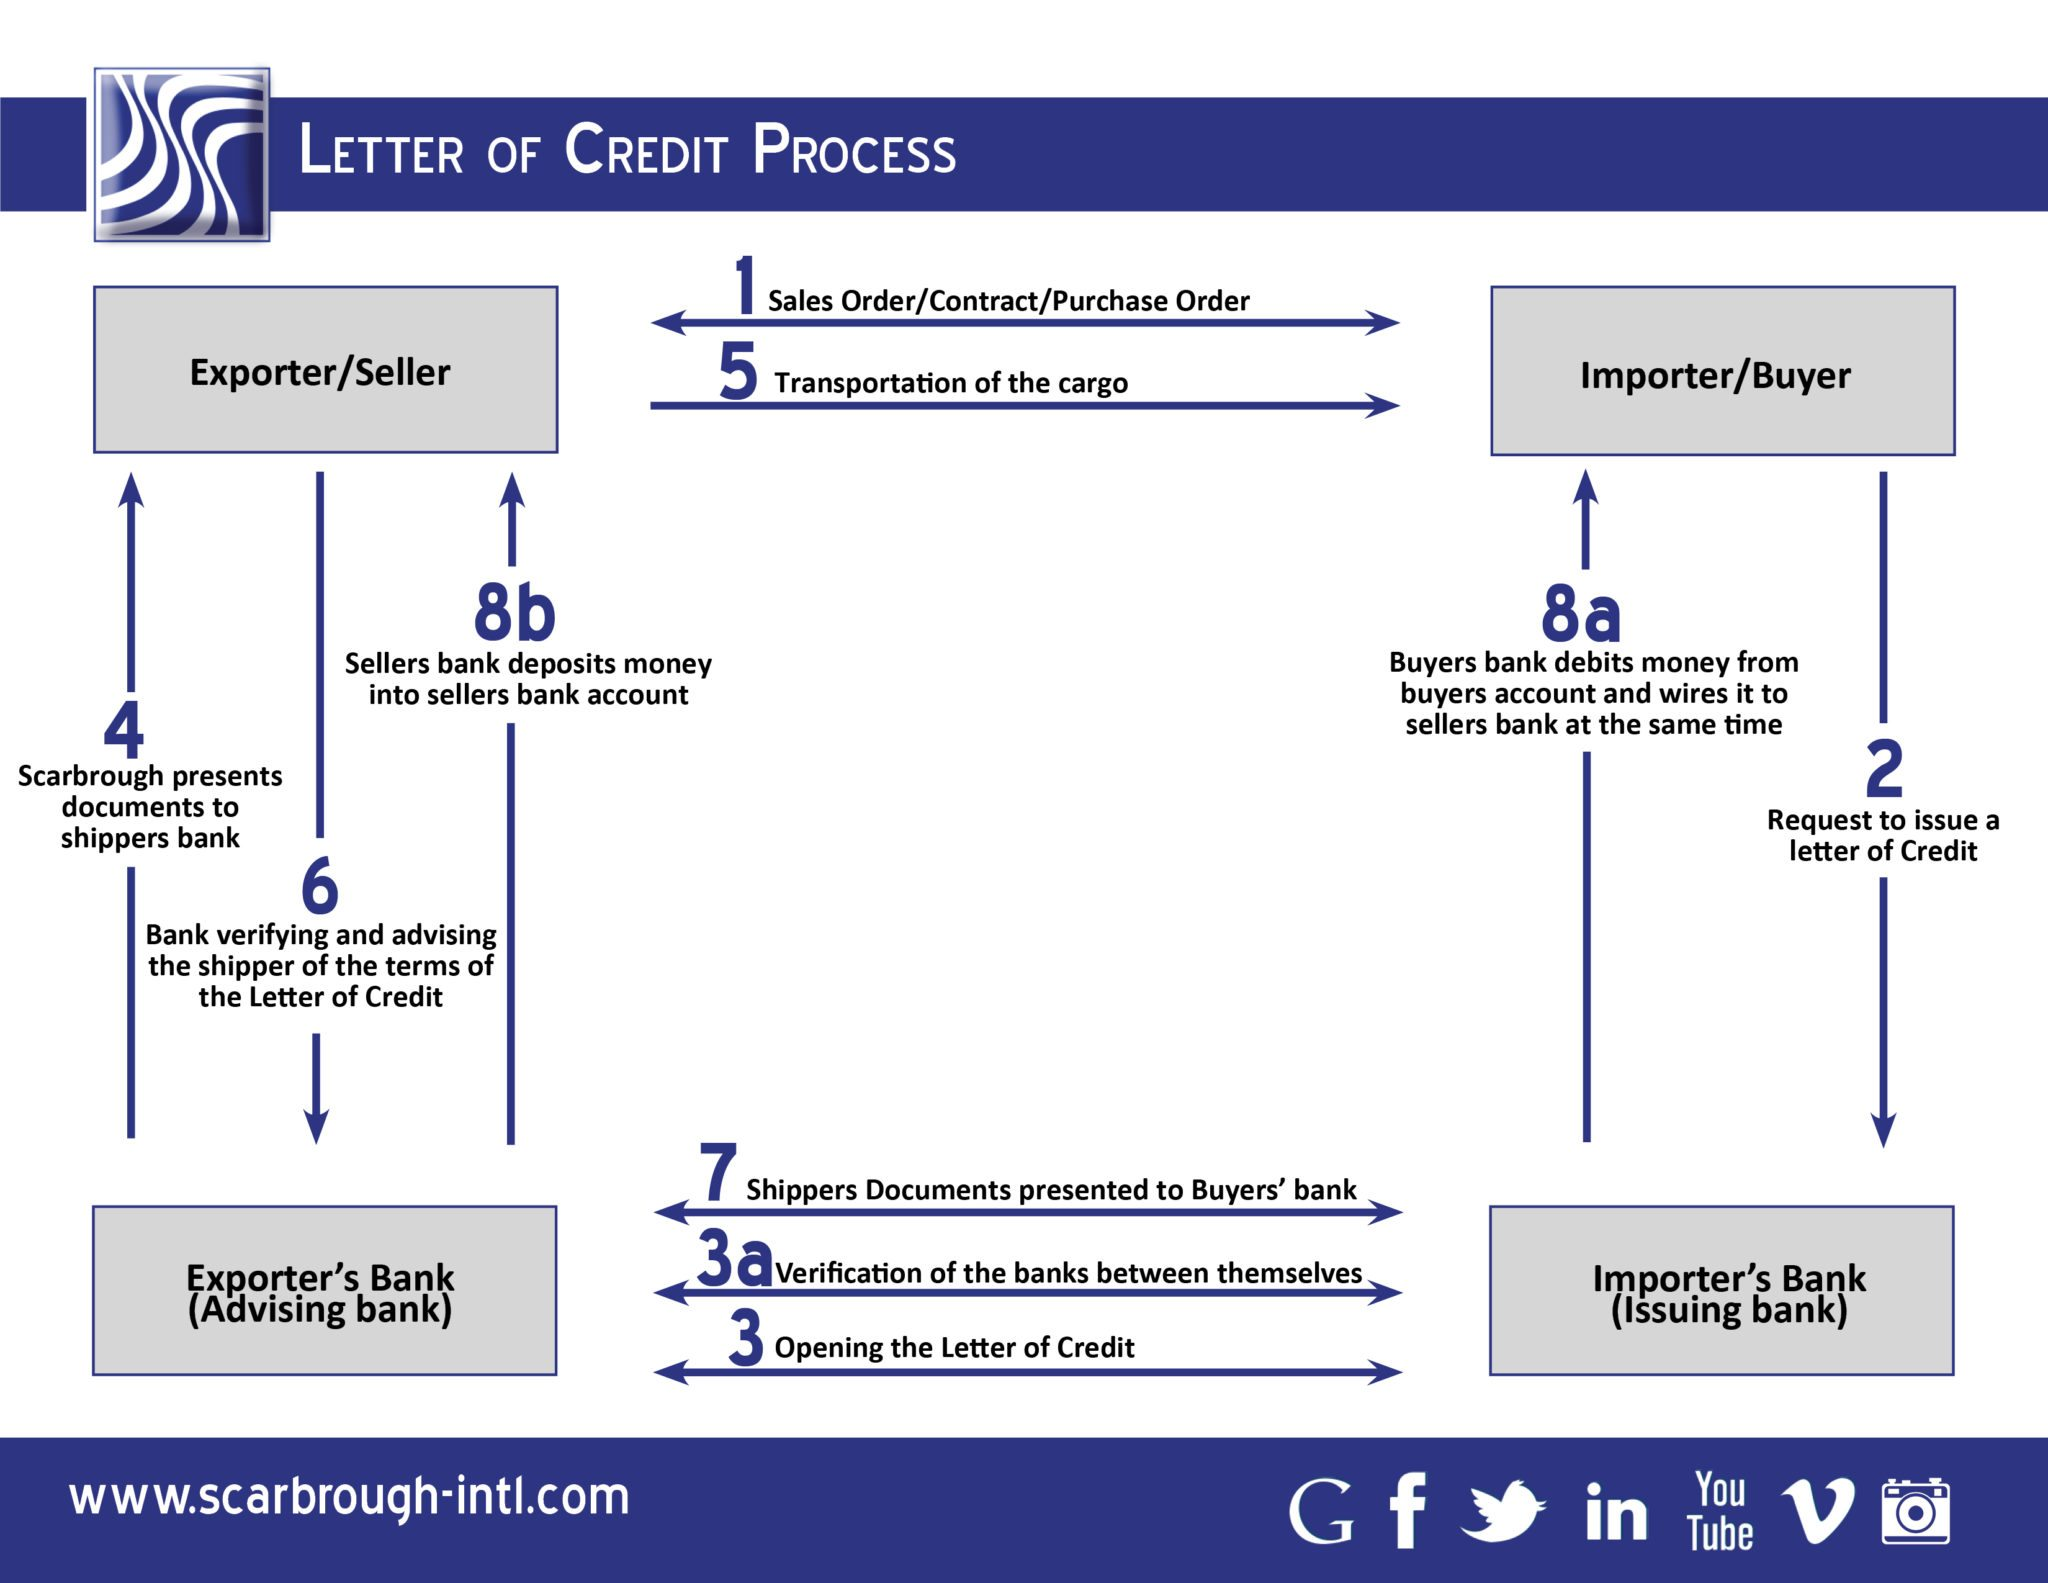 LETTER OF CREDIT PROCESS
1 Sales Order/Contract/Purchase Order
Exporter/Seller
5 Transportation of the cargo
Importer/Buyer
8b
Sellers bank deposits money
into sellers bank account
8a
Buyers bank debits money from
buyers account and wires it to
sellers bank at the same time
4
Scarbrough presents
documents to
shippers bank
2
Request to issue a
letter of Credit
6
Bank verifying and advising
the shipper of the terms of
the Letter of Credit
7 Shippers Documents presented to Buyers’ bank
3a Verification of the banks between themselves
3 Opening the Letter of Credit
Exporter’s Bank
(Advising bank)
Importer’s Bank
(Issuing bank)
www.scarbrough-intl.com
G f in You
Tube V